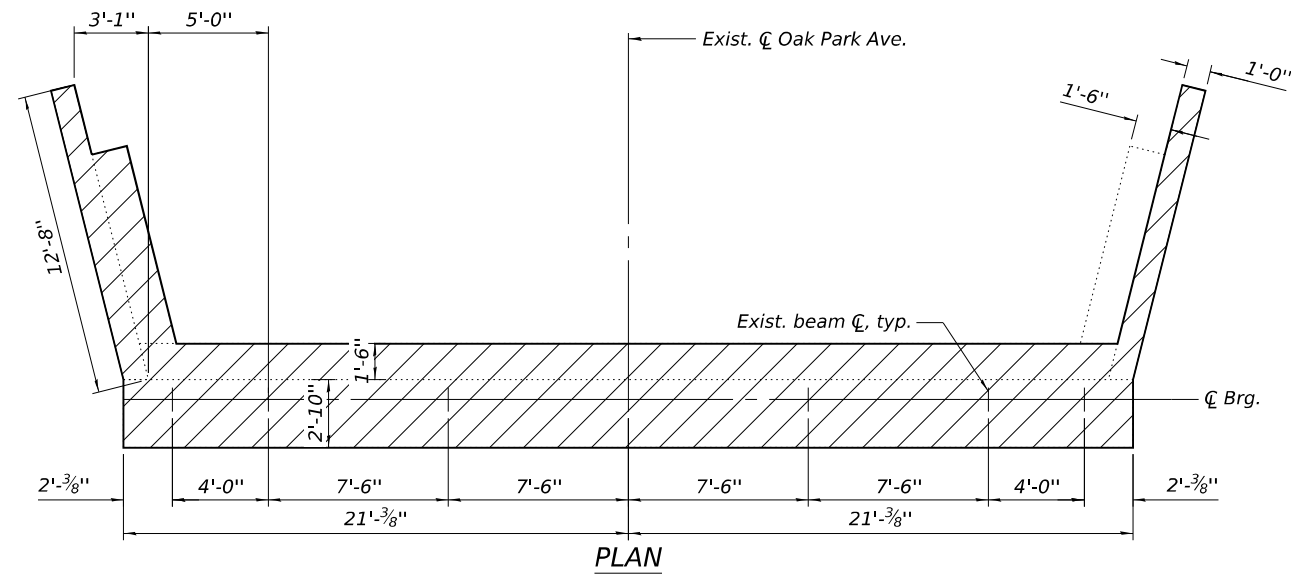 3'-1" 5'-0"
Exist. ℄ Oak Park Ave.
1'-0"
1'-6"
12'-8"
Exist. beam ℄, typ.
1'-6"
2'-10"
℄ Brg.
2'-3/8" 4'-0" 7'-6" 7'-6" 7'-6" 7'-6" 4'-0" 2'-3/8"
21'-3/8" 21'-3/8"
PLAN